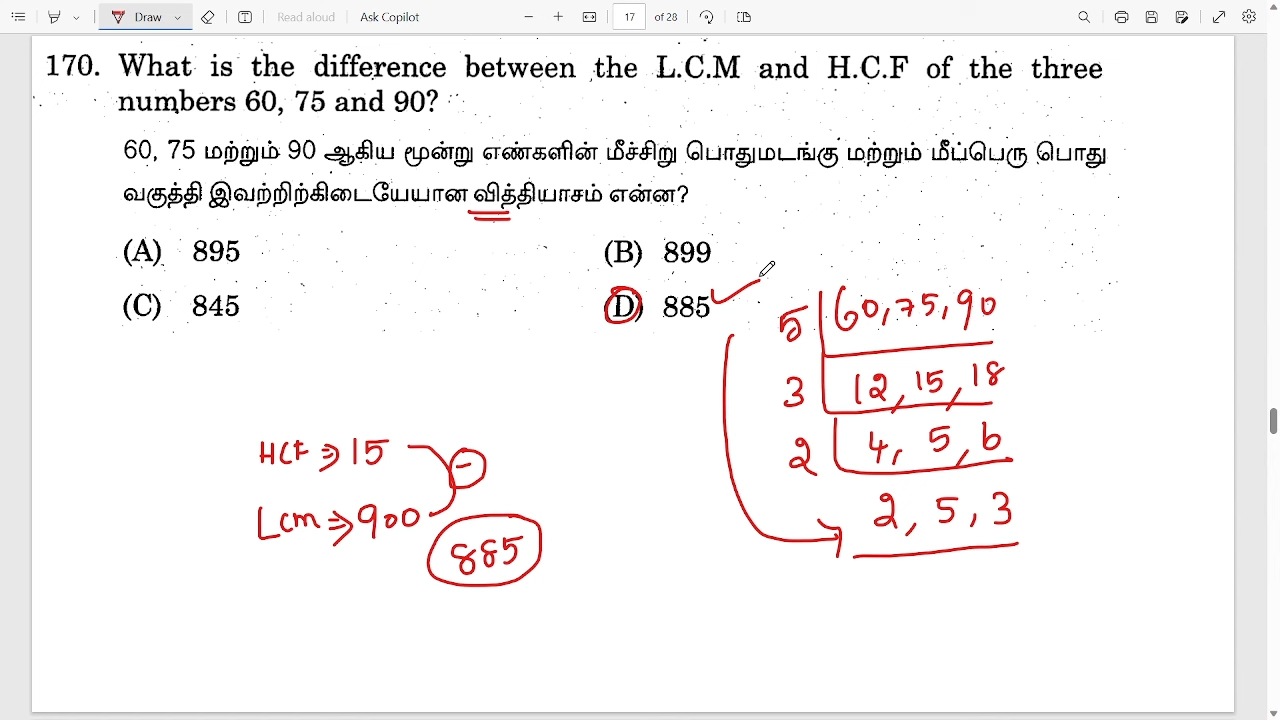 Draw
Read aloud
Ask Copilot
17 of 28
170. What is the difference between the L.C.M and H.C.F of the three
numbers 60, 75 and 90?
60, 75 மற்றும் 90 ஆகிய மூன்று எண்களின் மீச்சிறு பொதுமடங்கு மற்றும் மீப்பெரு பொது
வகுத்தி இவற்றிற்கிடையேயான வித்தியாசம் என்ன?
(A) 895
(B) 899
(C) 845
(D) 885
5 60,75,90
3 12,15,18
2 4, 5, 6
2, 5, 3
HCF ⇒ 15
-
Lcm ⇒ 900
885